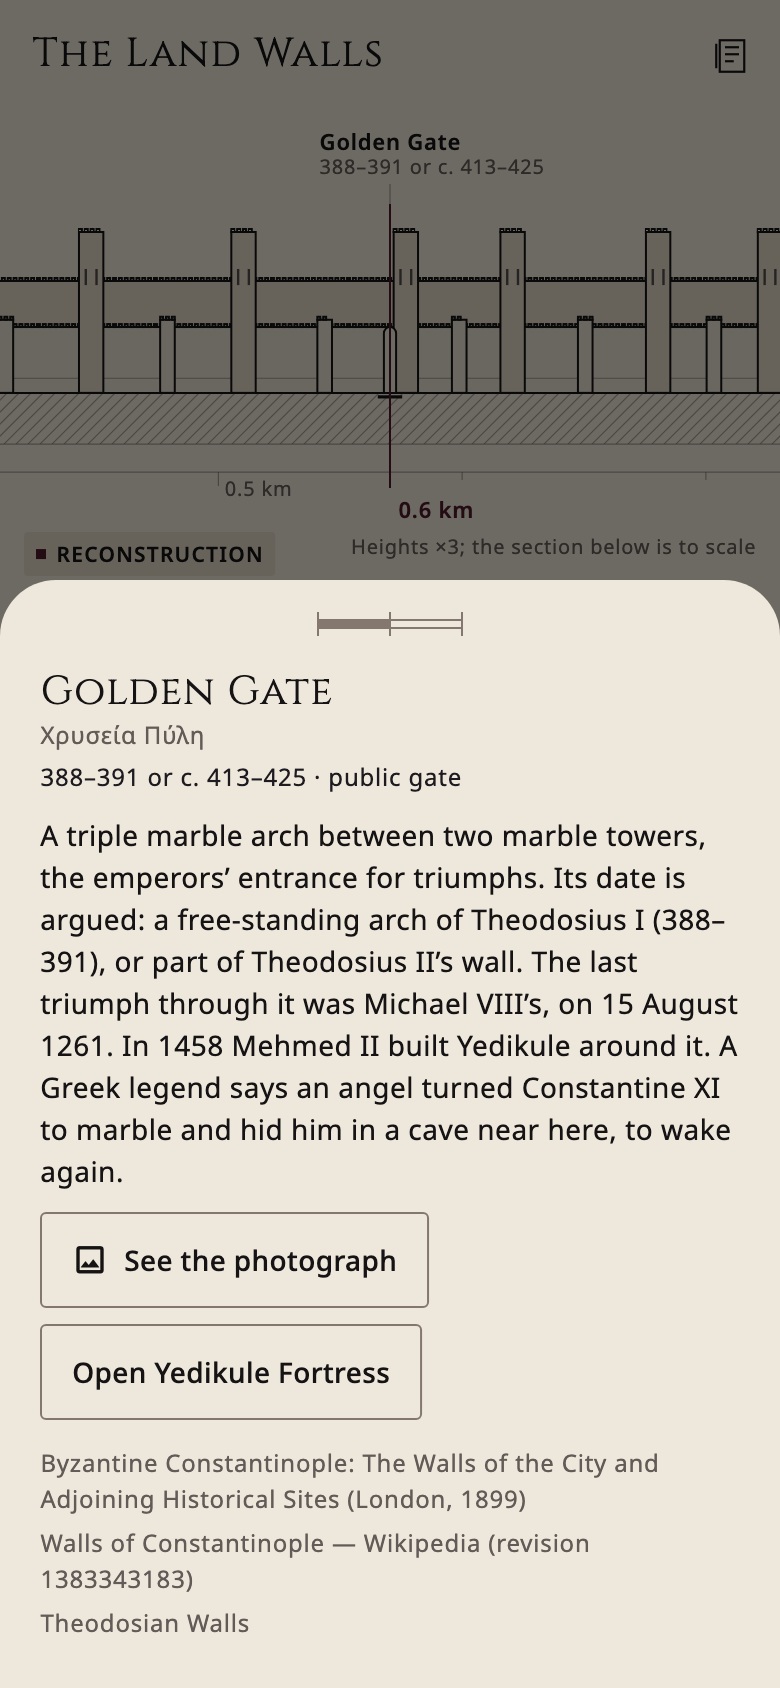 The Land Walls
Golden Gate
388–391 or c. 413–425
0.5 km
0.6 km
RECONSTRUCTION
Heights ×3; the section below is to scale
Golden Gate
Χρυσεία Πύλη
388–391 or c. 413–425 · public gate
A triple marble arch between two marble towers,
the emperors’ entrance for triumphs. Its date is
argued: a free-standing arch of Theodosius I (388–
391), or part of Theodosius II’s wall. The last
triumph through it was Michael VIII’s, on 15 August
1261. In 1458 Mehmed II built Yedikule around it. A
Greek legend says an angel turned Constantine XI
to marble and hid him in a cave near here, to wake
again.
See the photograph
Open Yedikule Fortress
Byzantine Constantinople: The Walls of the City and
Adjoining Historical Sites (London, 1899)
Walls of Constantinople — Wikipedia (revision
1383343183)
Theodosian Walls